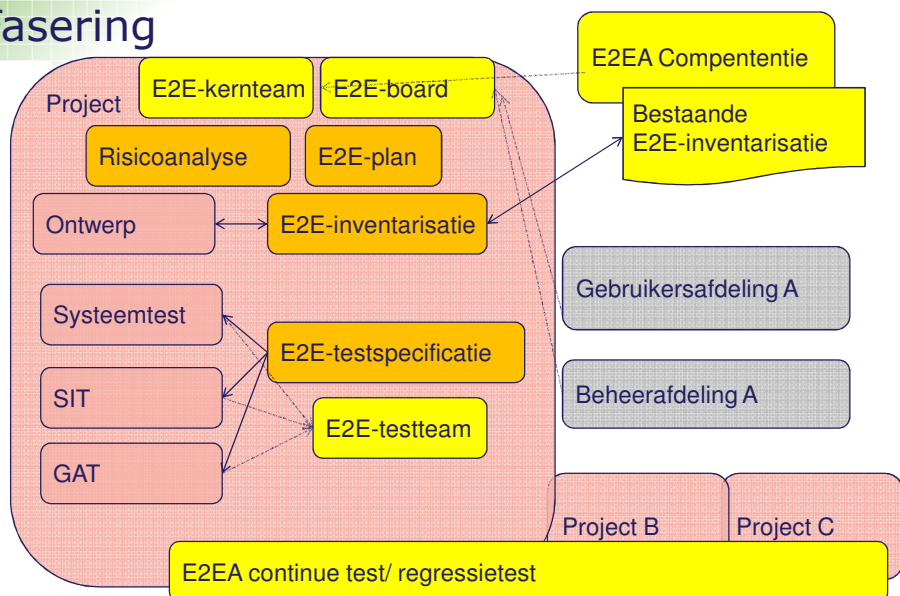 fasering
E2EA Compententie
E2E-kernteam
E2E-board
Project
Bestaande
E2E-inventarisatie
Risicoanalyse
E2E-plan
Ontwerp
E2E-inventarisatie
Gebruikersafdeling A
Systeemtest
E2E-testspecificatie
Beheerafdeling A
SIT
E2E-testteam
GAT
Project B
Project C
E2EA continue test/ regressietest